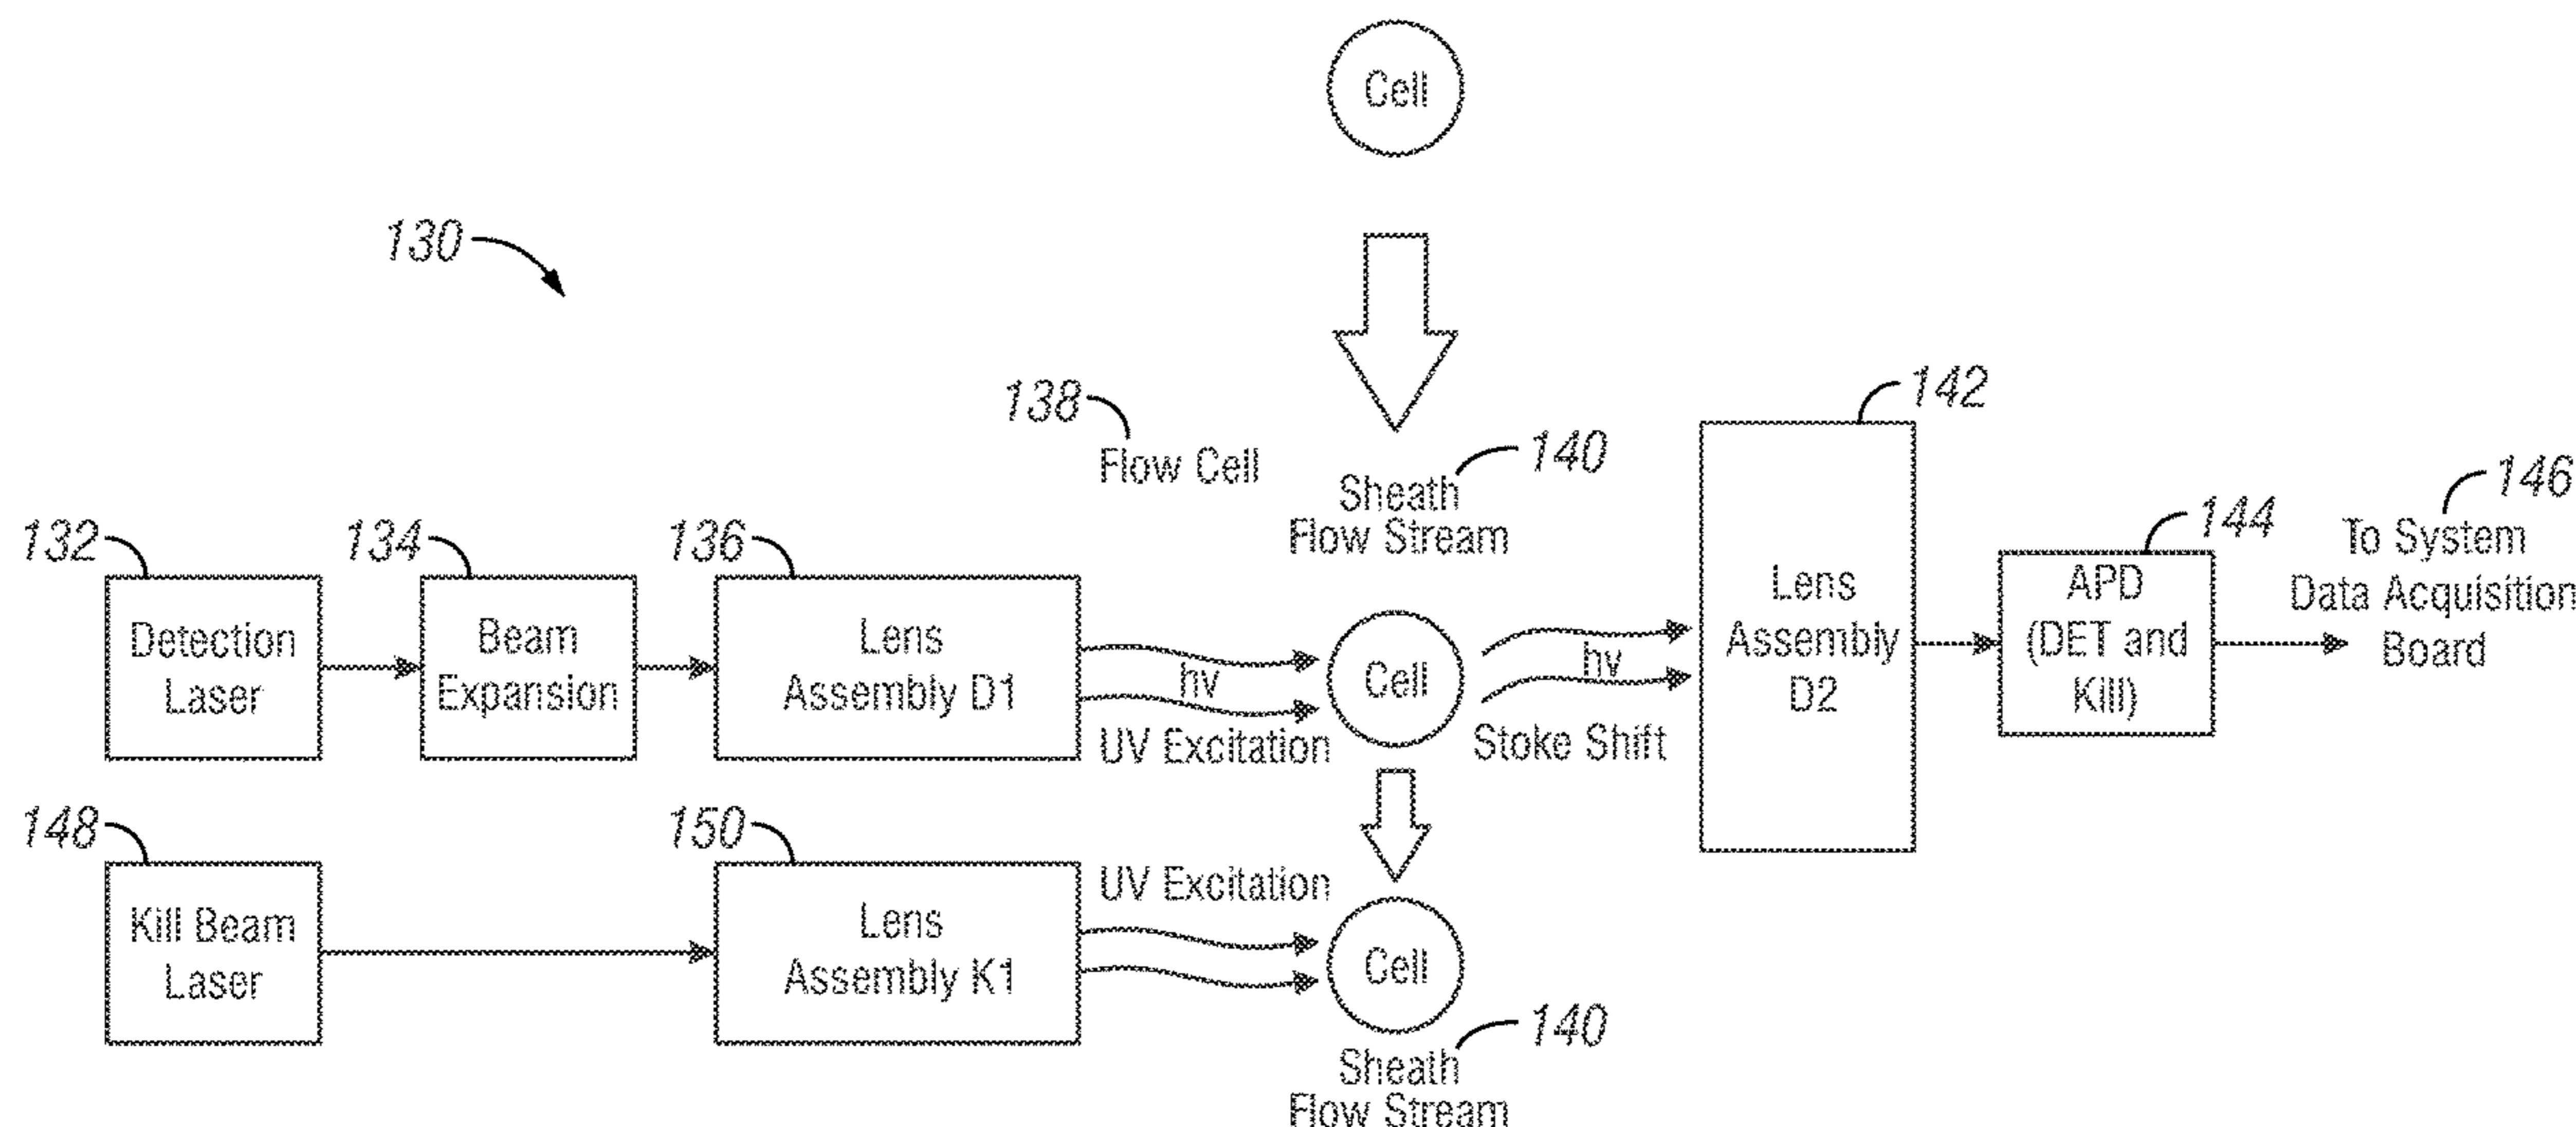 Cell
130
138
Flow Cell
140
Sheath
Flow Stream
142
146
To System
Data Acquisition
Board
144
APD
(DET and
Kill)
132
Detection
Laser
134
Beam
Expansion
136
Lens
Assembly D1
hv
UV Excitation
Cell
hv
Stoke Shift
Lens
Assembly
D2
148
Kill Beam
Laser
150
Lens
Assembly K1
UV Excitation
Cell
140
Sheath
Flow Stream